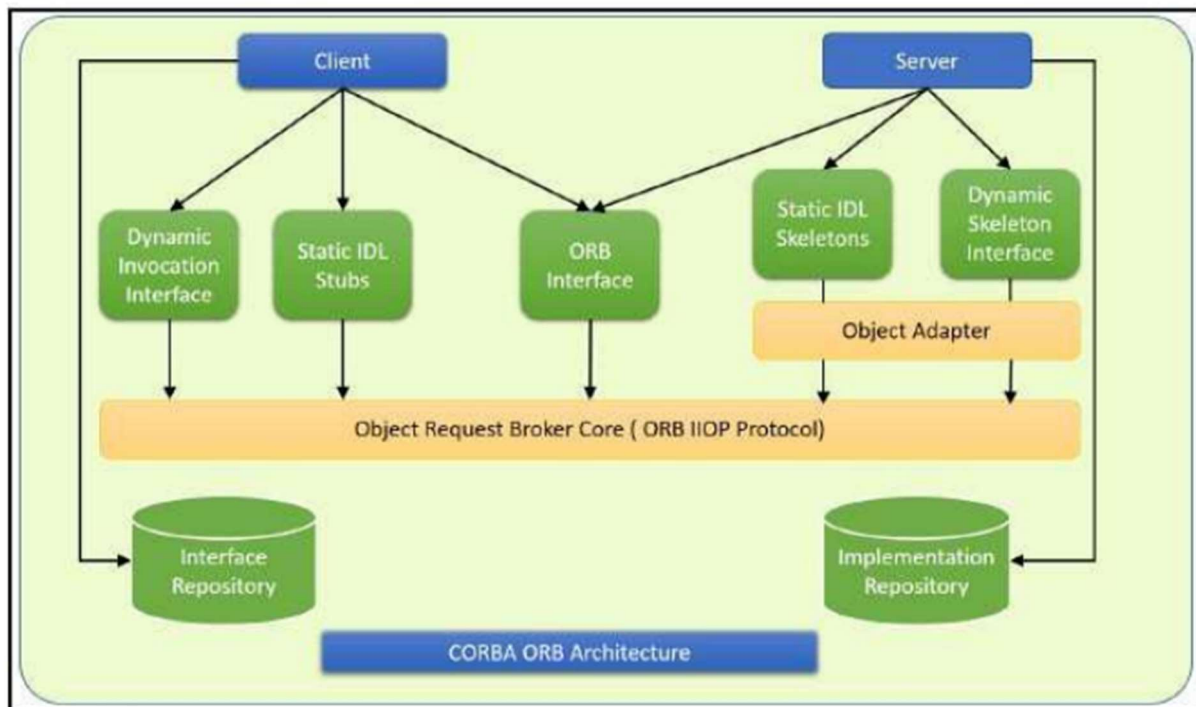 Client
Server
Dynamic
Invocation
Interface
Static IDL
Stubs
ORB
Interface
Static IDL
Skeletons
Dynamic
Skeleton
Interface
Object Adapter
Object Request Broker Core ( ORB IIOP Protocol)
Interface
Repository
Implementation
Repository
CORBA ORB Architecture